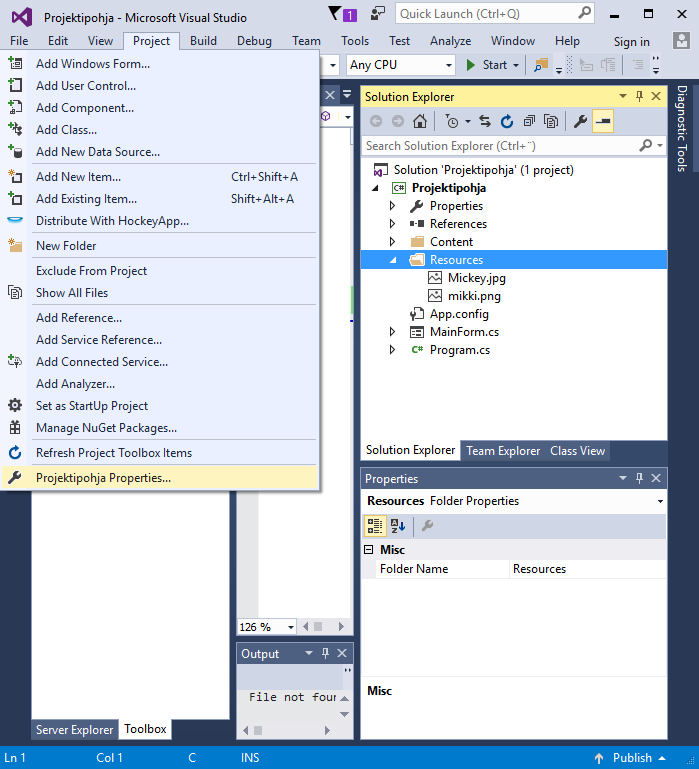 Projektipohja - Microsoft Visual Studio
1
Quick Launch (Ctrl+Q)
File Edit View Project Build Debug Team Tools Test Analyze Window Help Sign in
Any CPU Start
Add Windows Form...
Add User Control...
Add Component...
Add Class...
Add New Data Source...
Add New Item... Ctrl+Shift+A
Add Existing Item... Shift+Alt+A
Distribute With HockeyApp...
New Folder
Exclude From Project
Show All Files
Add Reference...
Add Service Reference...
Add Connected Service...
Add Analyzer...
Set as StartUp Project
Manage NuGet Packages...
Refresh Project Toolbox Items
Projektipohja Properties...
Solution Explorer
Search Solution Explorer (Ctrl+¨)
Solution 'Projektipohja' (1 project)
C# Projektipohja
Properties
References
Content
Resources
Mickey.jpg
mikki.png
App.config
MainForm.cs
C# Program.cs
Solution Explorer Team Explorer Class View
Diagnostic Tools
Properties
Resources Folder Properties
Misc
Folder Name Resources
Misc
126 %
Output
File not four
Server Explorer Toolbox
Ln 1 Col 1 C INS Publish